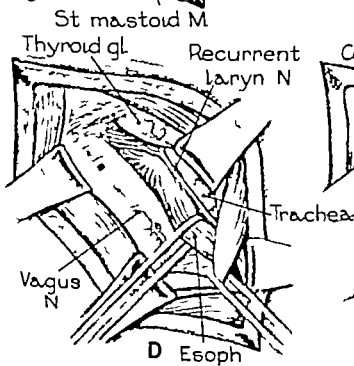 St mastoid M
Thyroid gl.
Recurrent
laryn N
Trachea
Vagus
N
D
Esoph